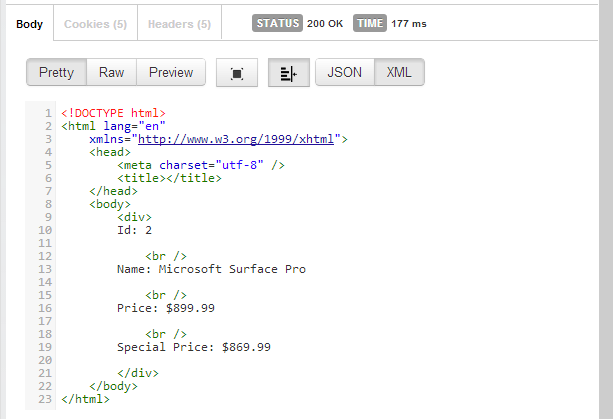 Body Cookies (5) Headers (5) STATUS 200 OK TIME 177 ms
Pretty Raw Preview JSON XML
1 <!DOCTYPE html>
2 <html lang="en"
3 xmlns="http://www.w3.org/1999/xhtml">
4 <head>
5 <meta charset="utf-8" />
6 <title></title>
7 </head>
8 <body>
9 <div>
10 Id: 2
11
12 <br />
13 Name: Microsoft Surface Pro
14
15 <br />
16 Price: $899.99
17
18 <br />
19 Special Price: $869.99
20
21 </div>
22 </body>
23 </html>